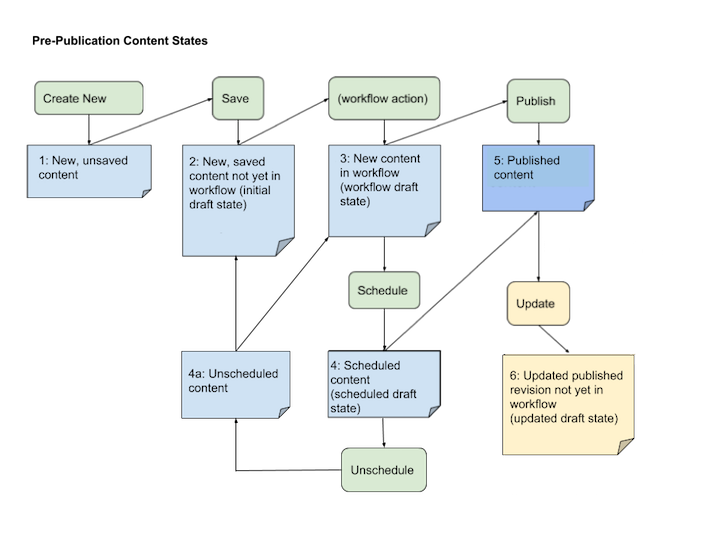 Pre-Publication Content States
Create New
Save
(workflow action)
Publish
1: New, unsaved
content
2: New, saved
content not yet in
workflow (initial
draft state)
3: New content
in workflow
(workflow draft
state)
5: Published
content
Schedule
Update
4a: Unscheduled
content
4: Scheduled
content
(scheduled draft
state)
6: Updated published
revision not yet in
workflow
(updated draft state)
Unschedule